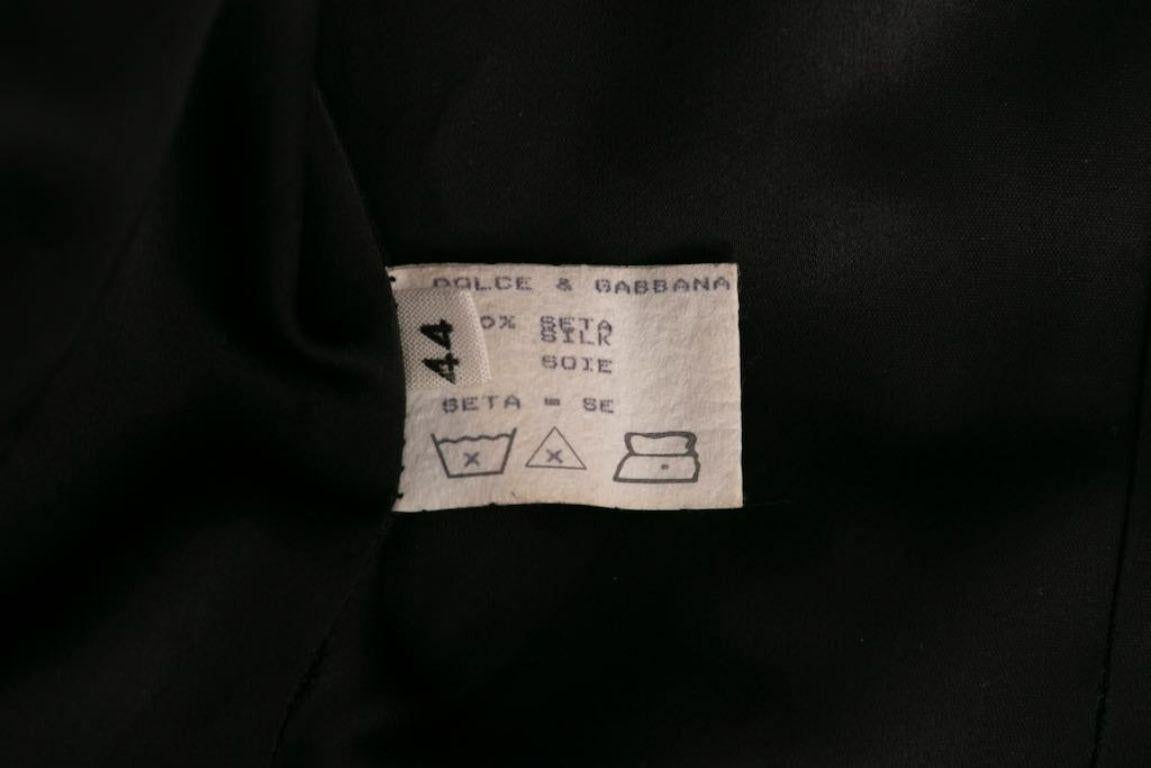 DOLCE & GABBANA
0% SETA
SILK
SOIE
SETA = SE
44